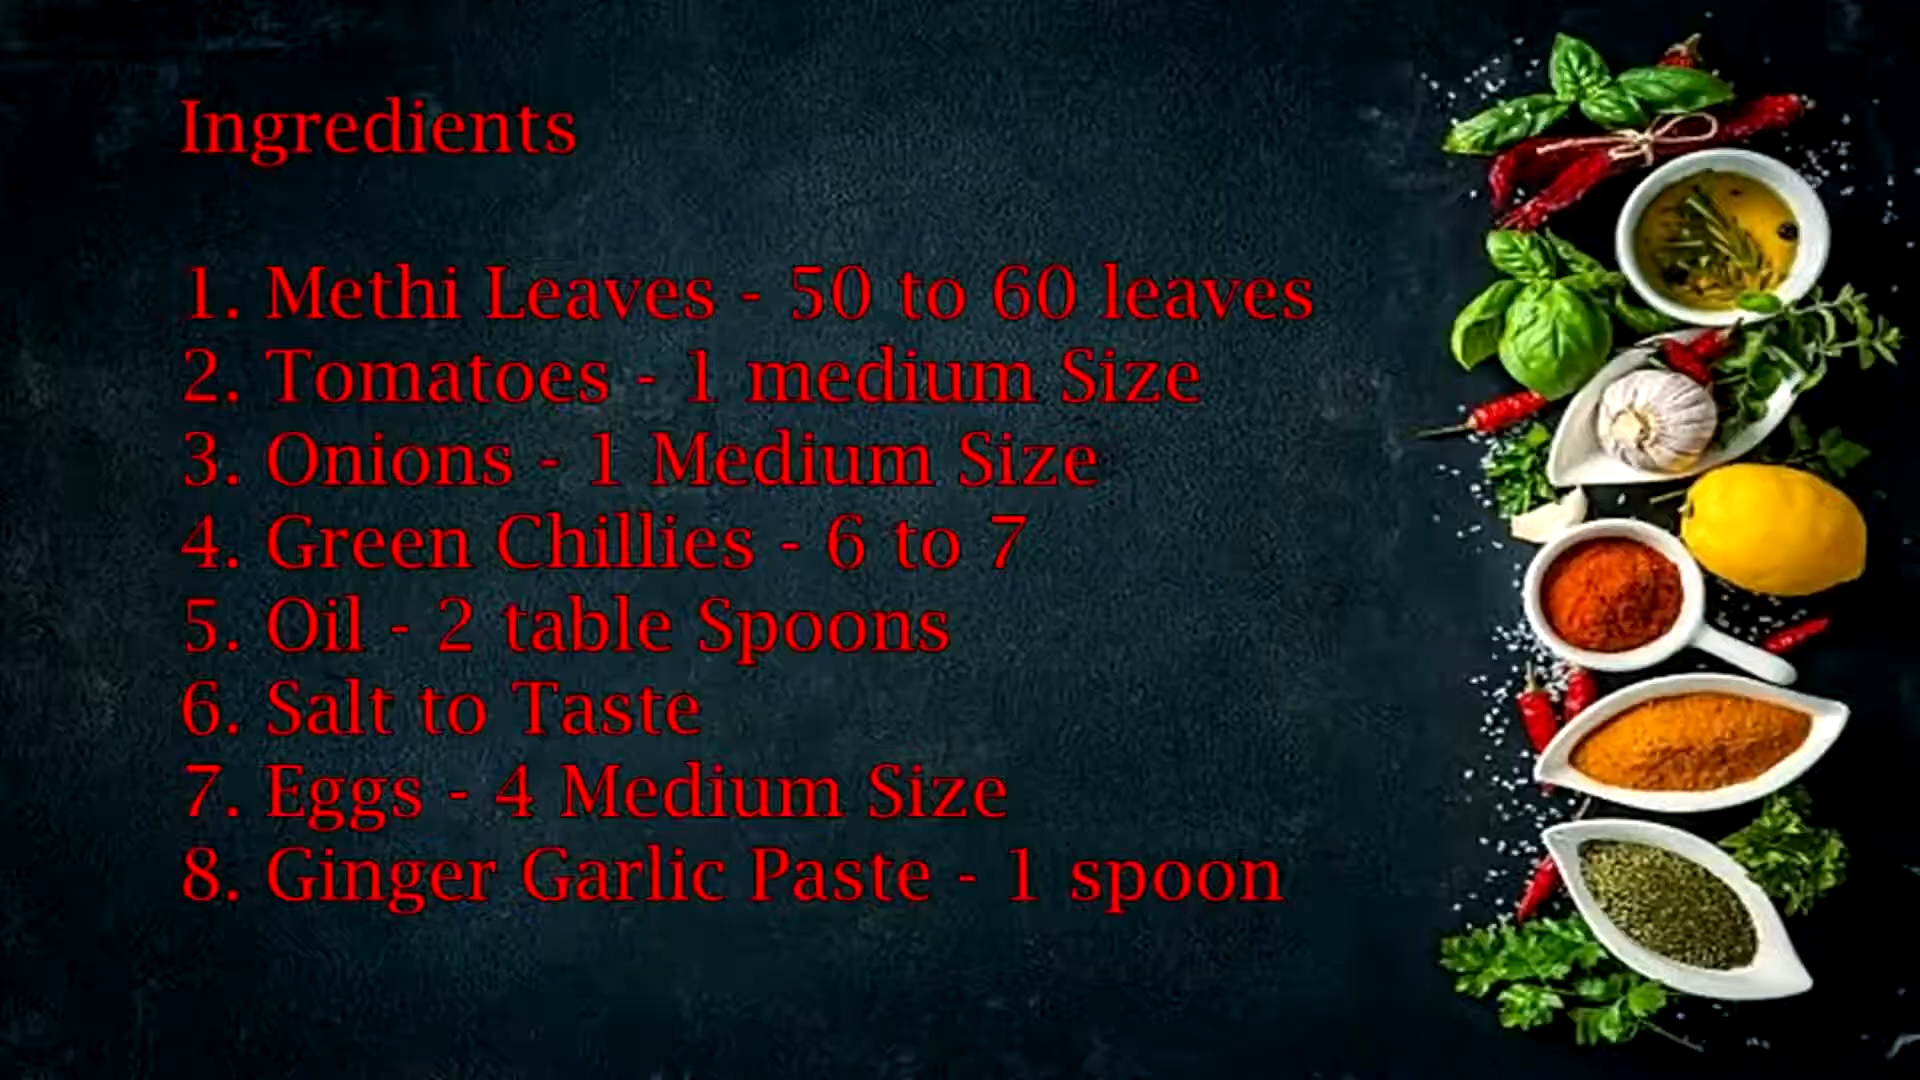 Ingredients
1. Methi Leaves - 50 to 60 leaves
2. Tomatoes - 1 medium Size
3. Onions - 1 Medium Size
4. Green Chillies - 6 to 7
5. Oil - 2 table Spoons
6. Salt to Taste
7. Eggs - 4 Medium Size
8. Ginger Garlic Paste - 1 spoon